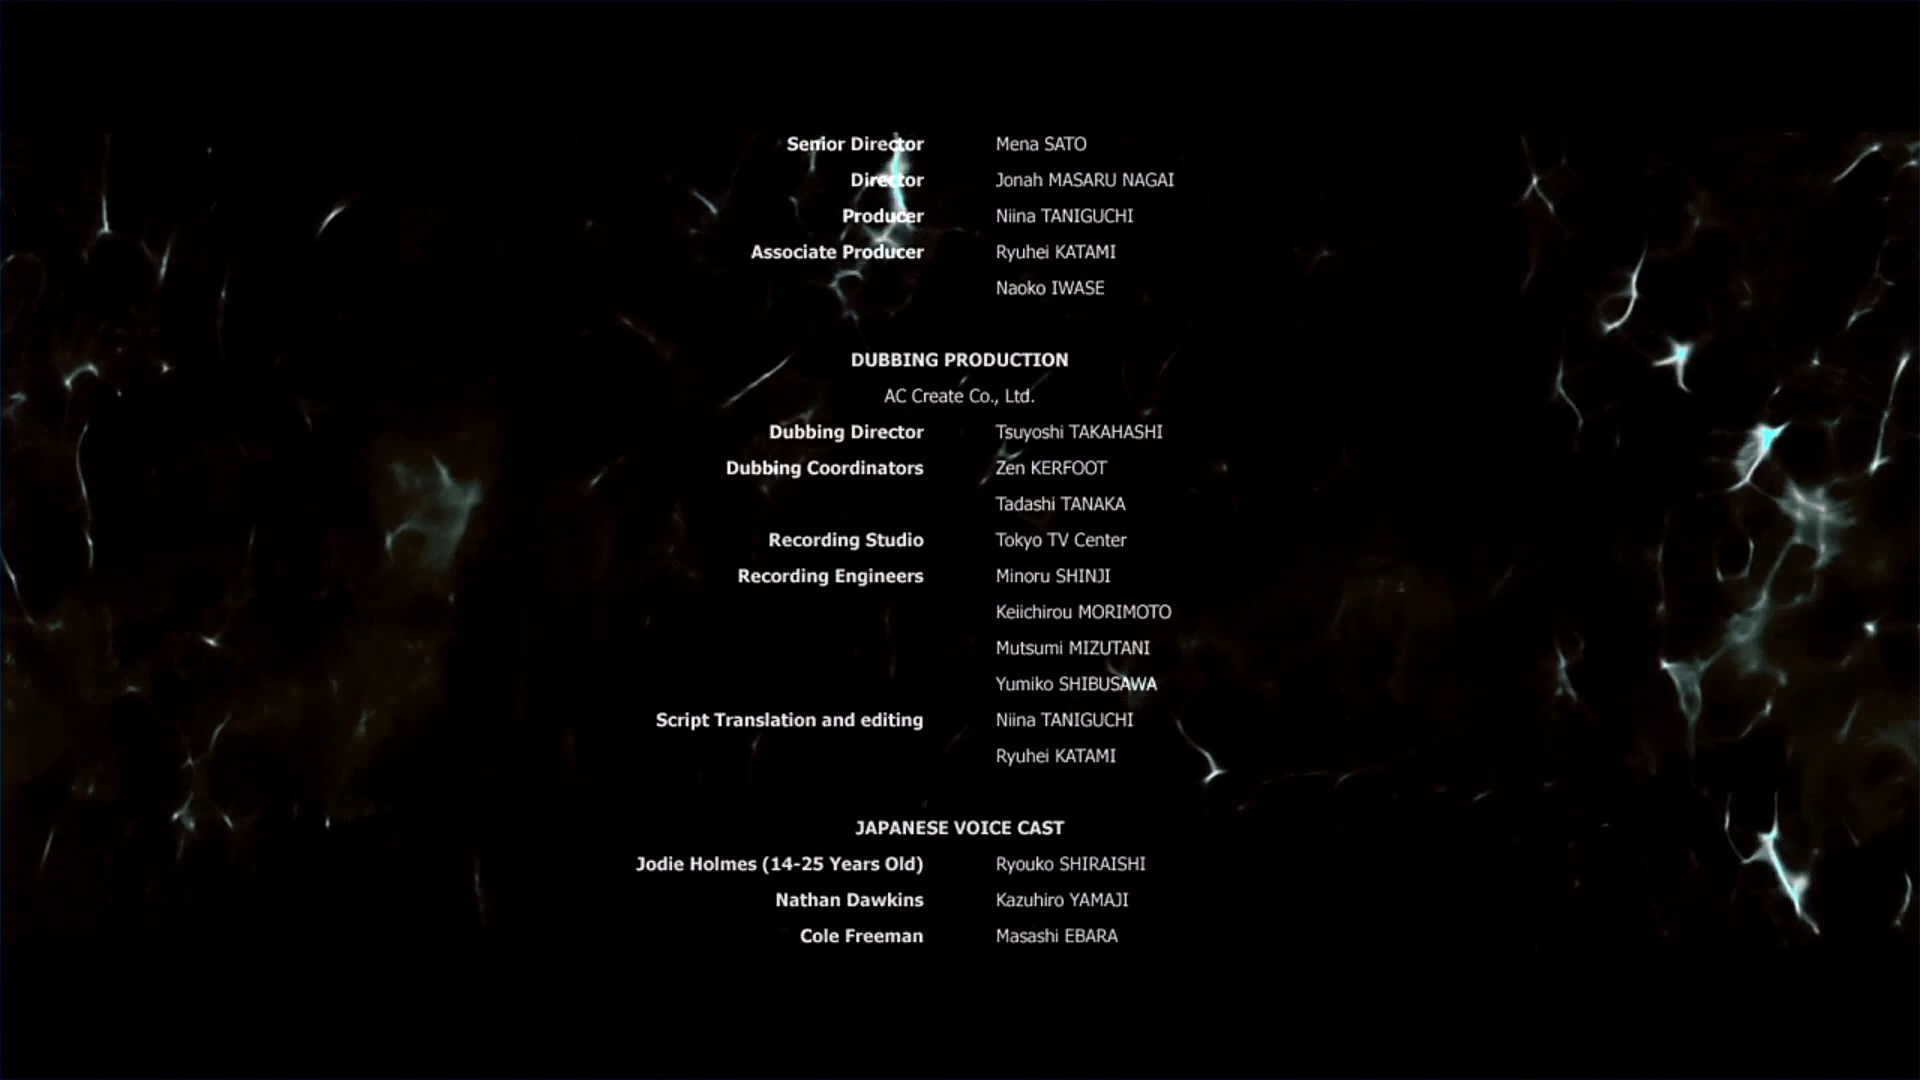 Senior Director Mena SATO
Director Jonah MASARU NAGAI
Producer Niina TANIGUCHI
Associate Producer Ryuhei KATAMI
Naoko IWASE
DUBBING PRODUCTION
AC Create Co., Ltd.
Dubbing Director Tsuyoshi TAKAHASHI
Dubbing Coordinators Zen KERFOOT
Tadashi TANAKA
Recording Studio Tokyo TV Center
Recording Engineers Minoru SHINJI
Keiichirou MORIMOTO
Mutsumi MIZUTANI
Yumiko SHIBUSAWA
Script Translation and editing Niina TANIGUCHI
Ryuhei KATAMI
JAPANESE VOICE CAST
Jodie Holmes (14-25 Years Old) Ryouko SHIRAISHI
Nathan Dawkins Kazuhiro YAMAJI
Cole Freeman Masashi EBARA